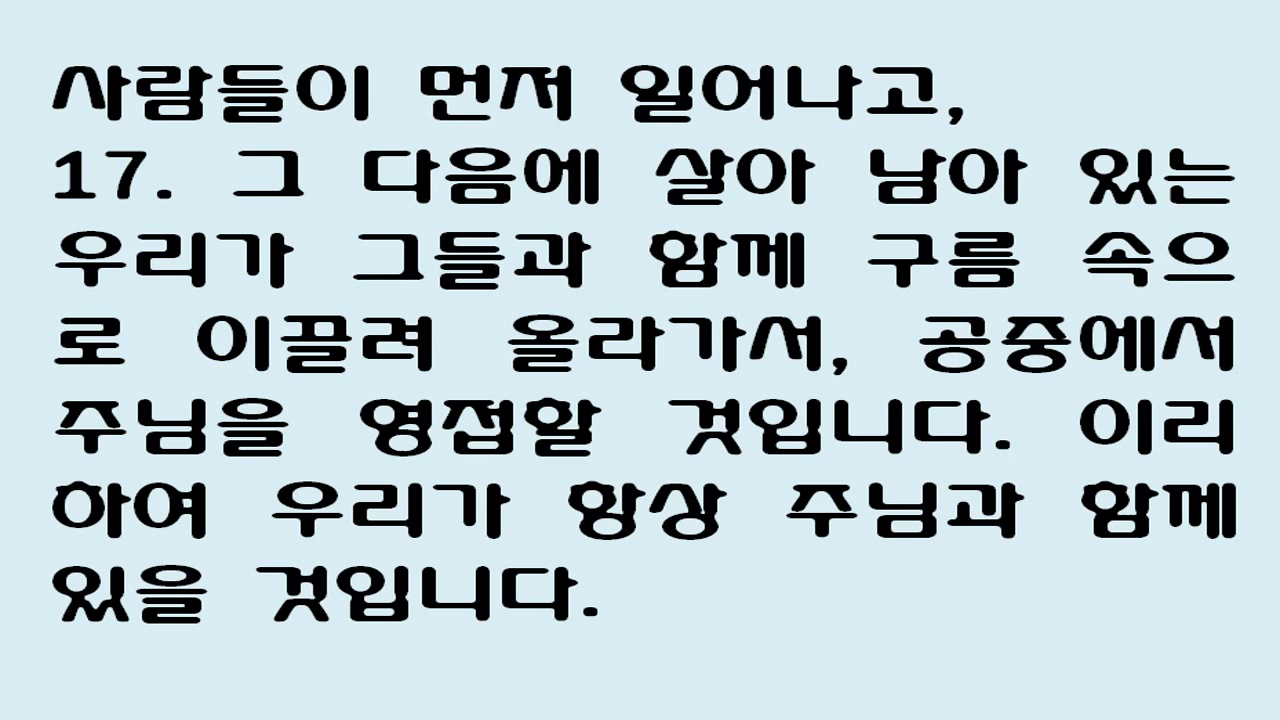 사람들이 먼저 일어나고,
17. 그 다음에 살아 남아 있는
우리가 그들과 함께 구름 속으
로 이끌려 올라가서, 공중에서
주님을 영접할 것입니다. 이리
하여 우리가 항상 주님과 함께
있을 것입니다.